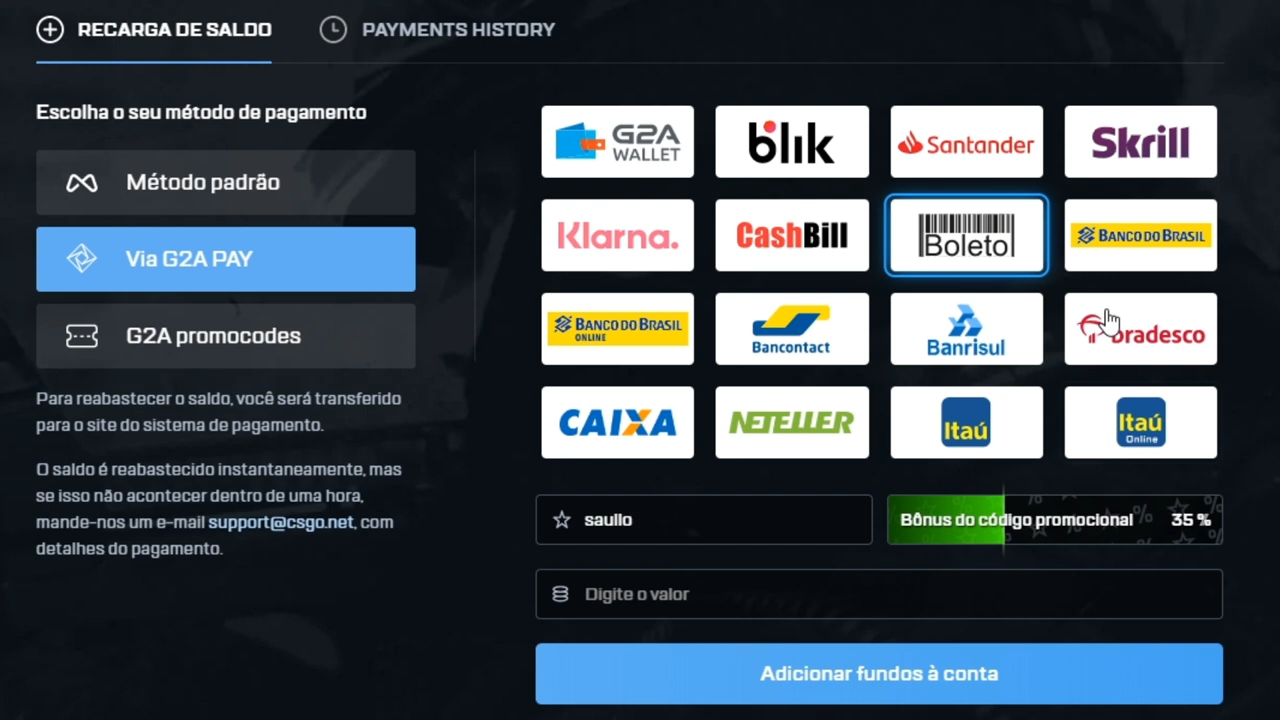 RECARGA DE SALDO
PAYMENTS HISTORY
Escolha o seu método de pagamento
Método padrão
Via G2A PAY
G2A promocodes
Para reabastecer o saldo, você será transferido
para o site do sistema de pagamento.
O saldo é reabastecido instantaneamente, mas
se isso não acontecer dentro de uma hora,
mande-nos um e-mail support@csgo.net, com
detalhes do pagamento.
G2A
WALLET
blik
Santander
Skrill
Klarna.
CashBill
Boleto
BANCO DO BRASIL
BANCO DO BRASIL
ONLINE
Bancontact
Banrisul
bradesco
CAIXA
NETELLER
Itaú
Itaú
Online
saullo
Bônus do código promocional
35 %
Digite o valor
Adicionar fundos à conta